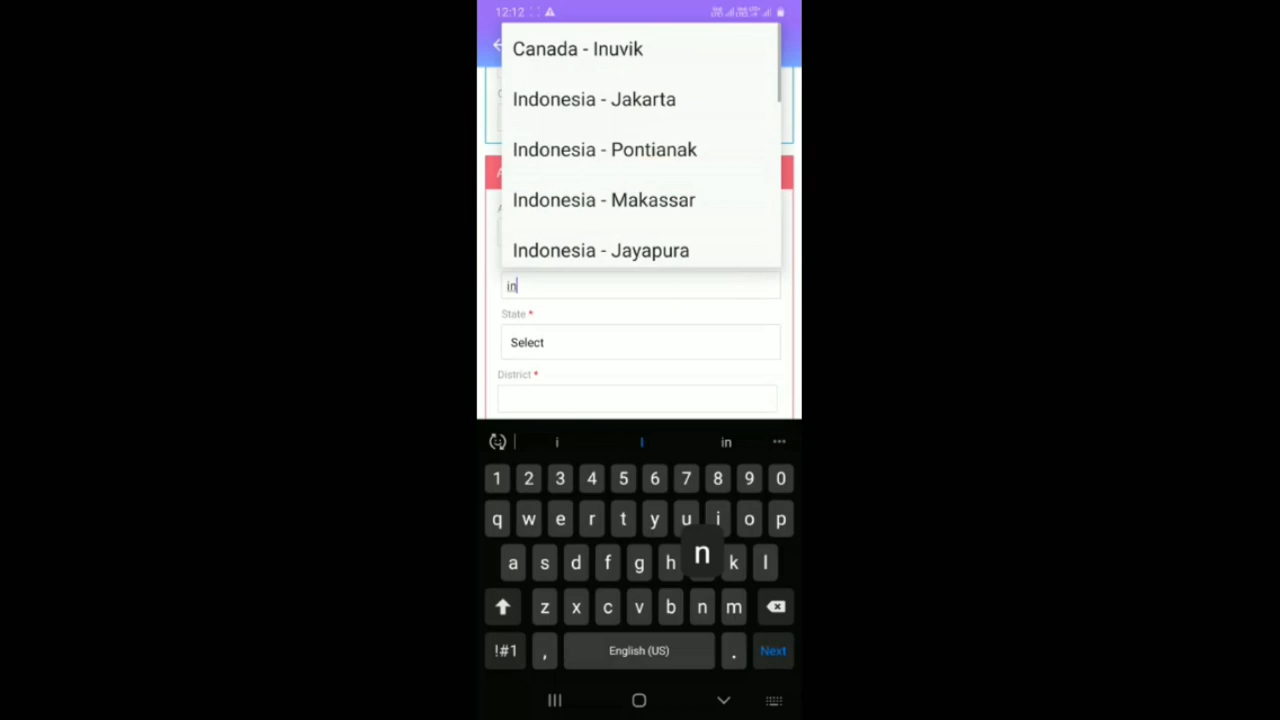 12:12
Canada - Inuvik
Indonesia - Jakarta
Indonesia - Pontianak
Indonesia - Makassar
Indonesia - Jayapura
in
State *
Select
District *
i I in
1 2 3 4 5 6 7 8 9 0
q w e r t y u i o p
a s d f g h n k l
z x c v b n m
!#1 , English (US) . Next